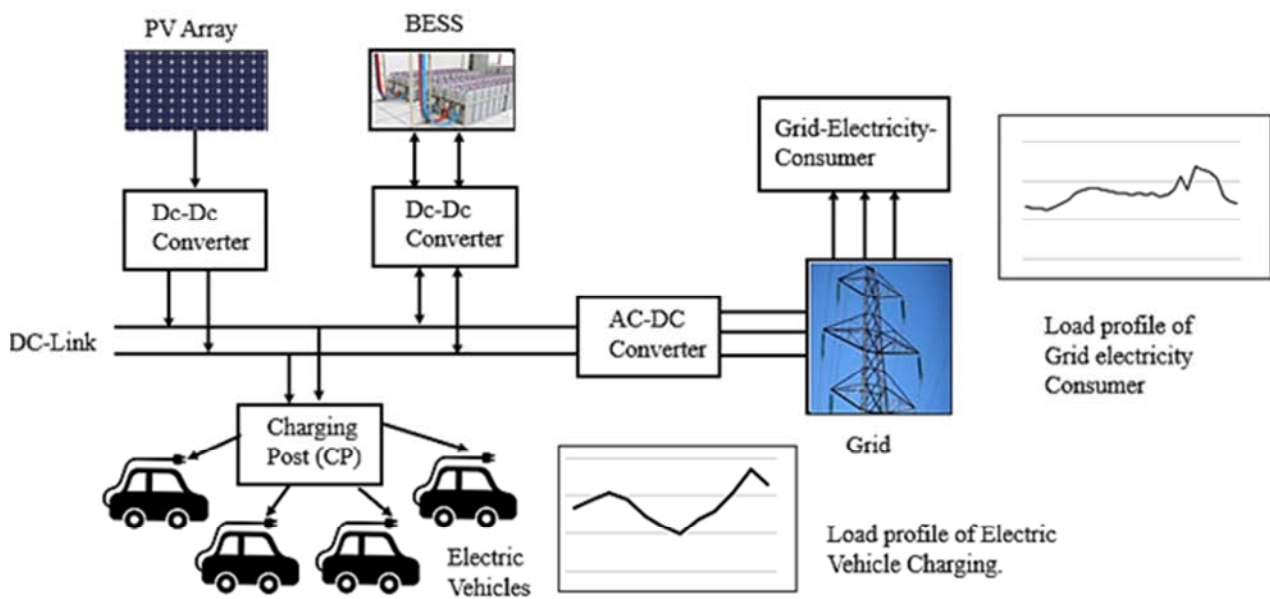 PV Array
BESS
Grid-Electricity-
Consumer
Dc-Dc
Converter
Dc-Dc
Converter
DC-Link
AC-DC
Converter
Load profile of
Grid electricity
Consumer
Charging
Post (CP)
Grid
Electric
Vehicles
Load profile of Electric
Vehicle Charging.